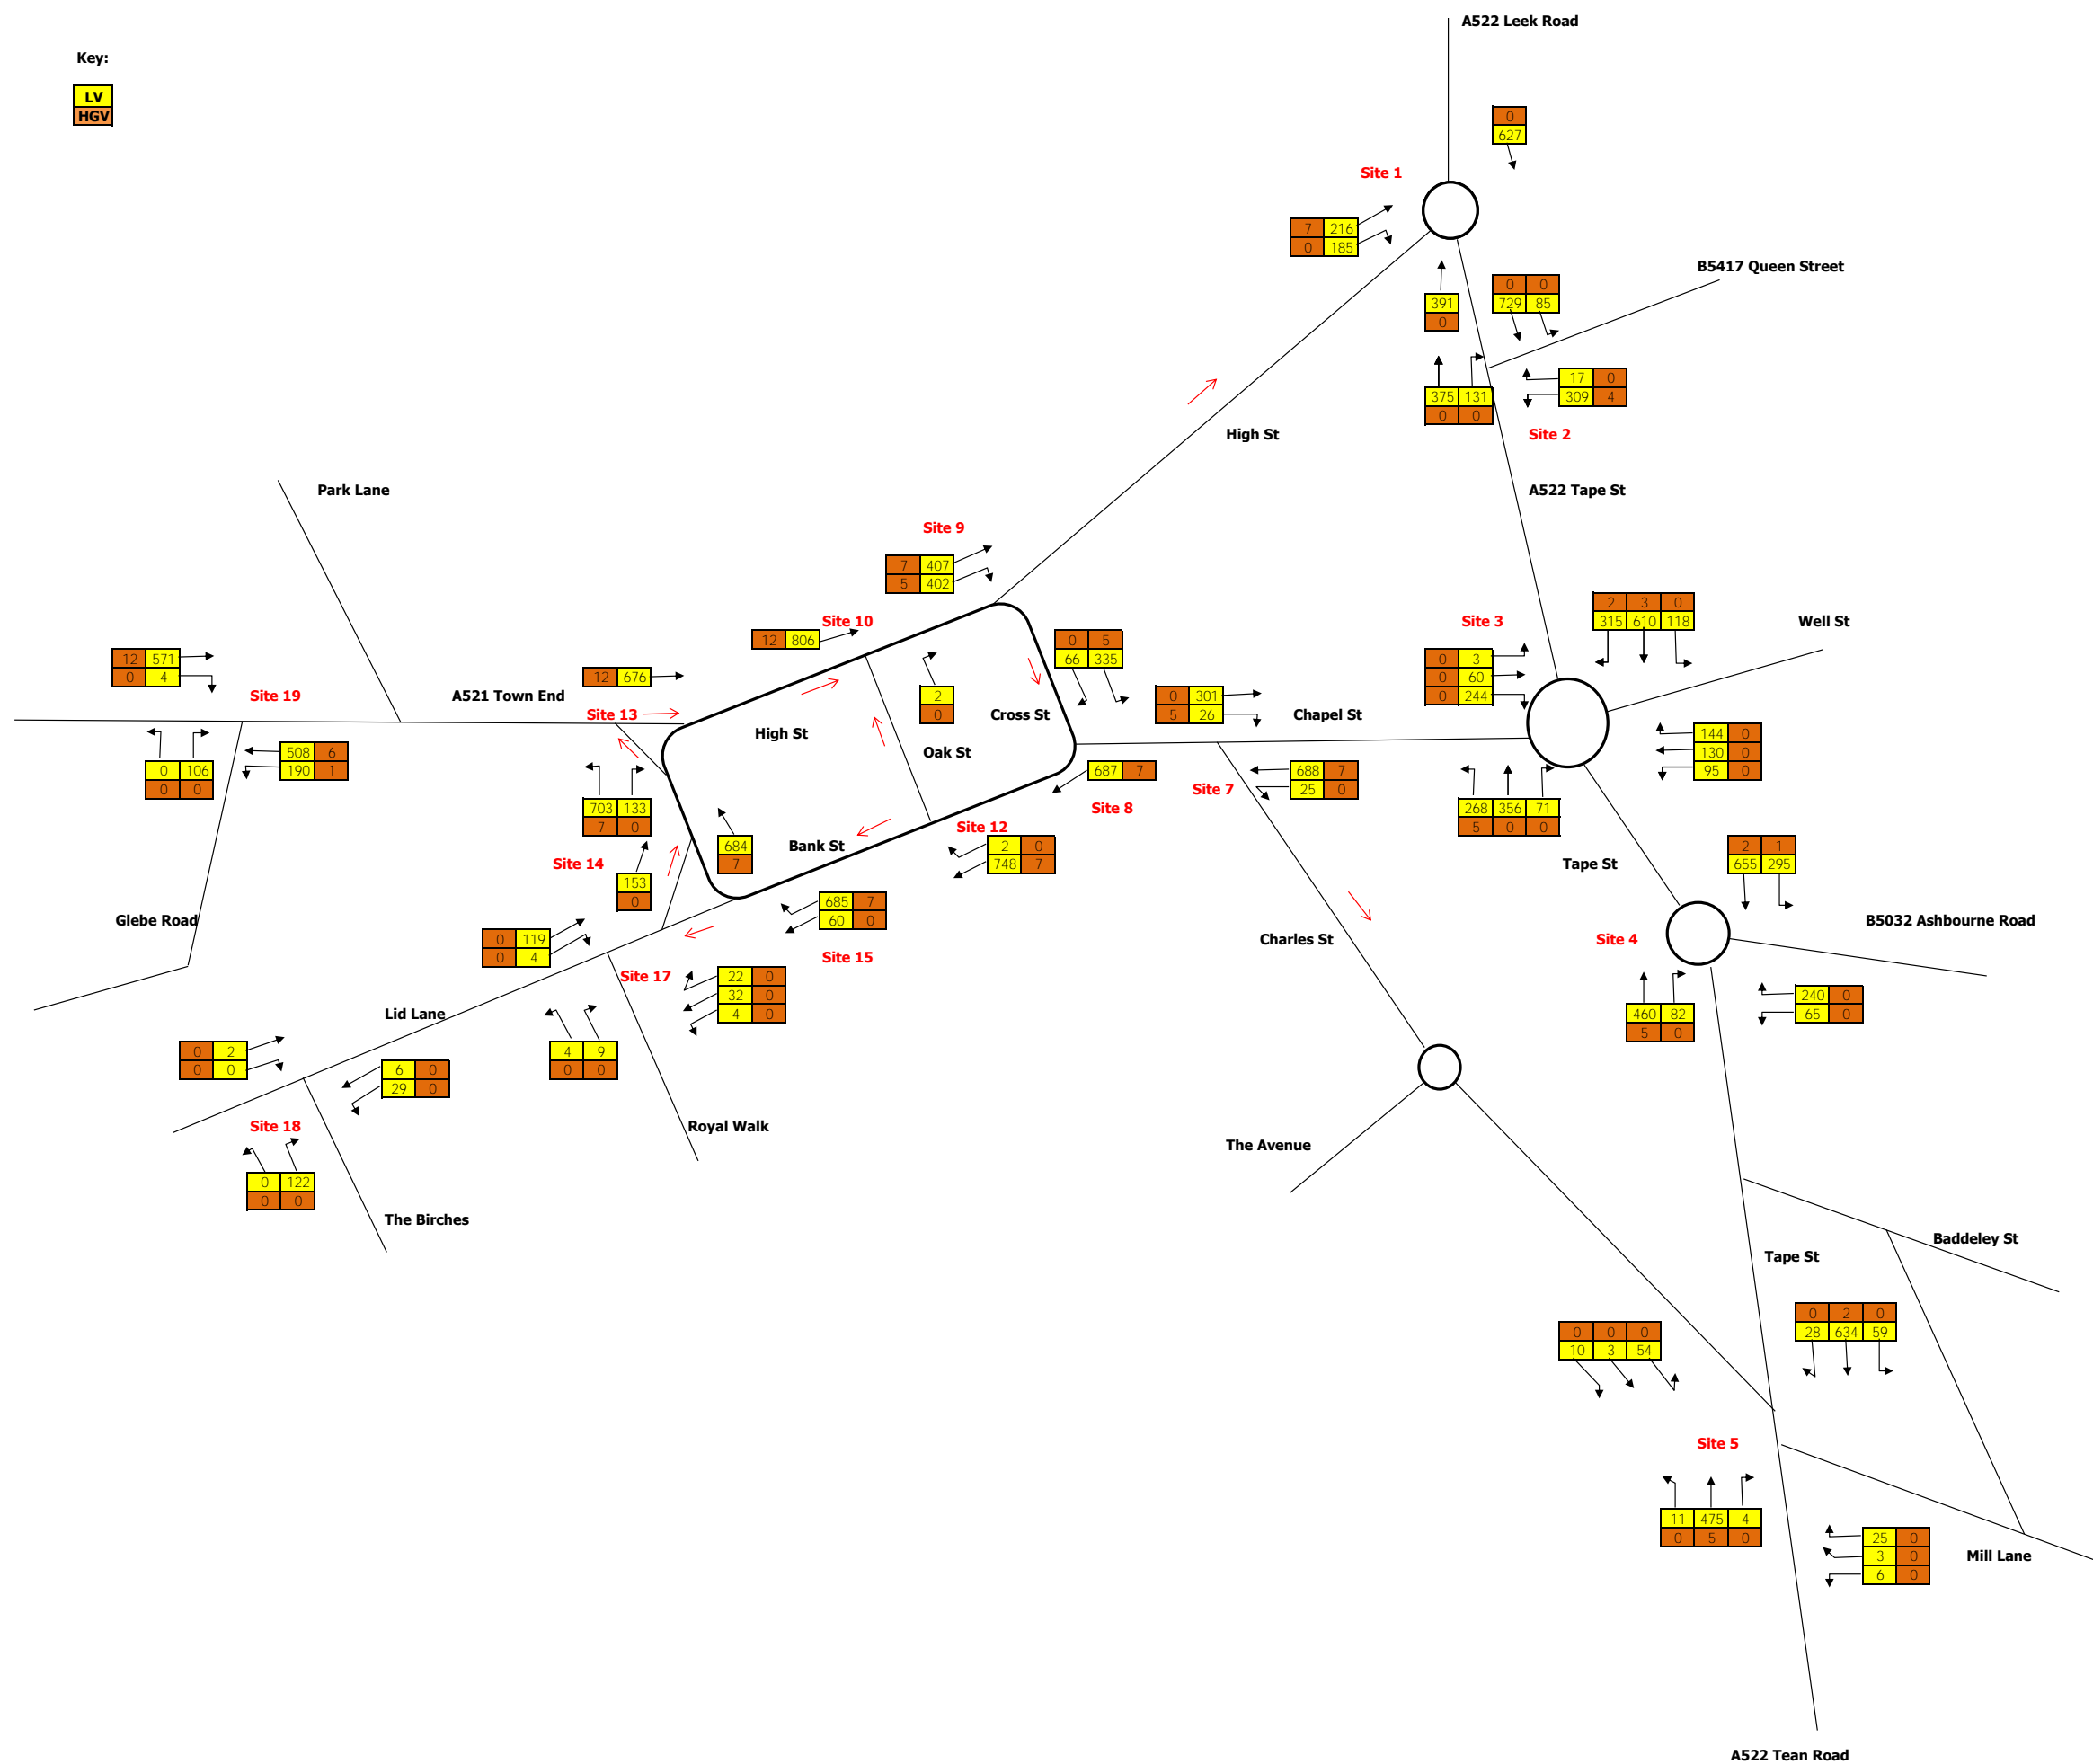 A522 Leek Road
Key:
LV
HGV
0
627
Site 1
7 216
0 185
B5417 Queen Street
391
0
0 0
729 85
375 131
0 0
17 0
309 4
Site 2
High St
A522 Tape St
Park Lane
Site 9
7 407
5 402
Site 10
12 806
0 5
66 335
Site 3
2 3 0
315 610 118
Well St
12 571
0 4
Site 19
A521 Town End
12 676
Site 13
0 3
0 60
0 244
2
0
Cross St
0 301
5 26
Chapel St
High St
Oak St
508 6
190 1
0 106
0 0
687 7
Site 8
Site 7
688 7
25 0
144 0
130 0
95 0
703 133
7 0
268 356 71
5 0 0
684
7
Bank St
Site 12
2 0
748 7
Site 14
153
0
Tape St
2 1
655 295
Glebe Road
685 7
60 0
B5032 Ashbourne Road
0 119
0 4
Charles St
Site 4
Site 15
Site 17
22 0
32 0
4 0
240 0
65 0
Lid Lane
460 82
5 0
0 2
0 0
6 0
29 0
4 9
0 0
Site 18
Royal Walk
The Avenue
0 122
0 0
The Birches
Baddeley St
Tape St
0 0 0
10 3 54
0 2 0
28 634 59
Site 5
11 475 4
0 5 0
25 0
3 0
6 0
Mill Lane
A522 Tean Road